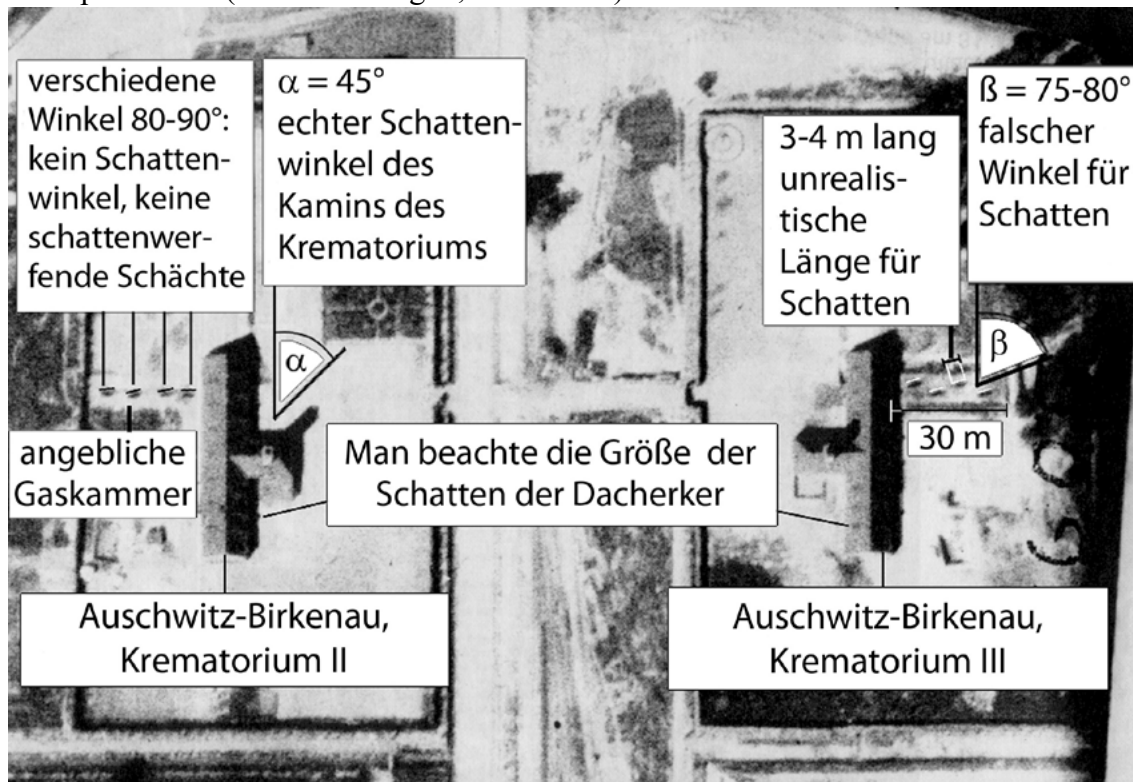 verschiedene
Winkel 80-90°:
kein Schatten-
winkel, keine
schattenwer-
fende Schächte
α = 45°
echter Schatten-
winkel des
Kamins des
Krematoriums
3-4 m lang
unrealis-
tische
Länge für
Schatten
ß = 75-80°
falscher
Winkel für
Schatten
α
β
angebliche
Gaskammer
Man beachte die Größe der
Schatten der Dacherker
30 m
Auschwitz-Birkenau,
Krematorium II
Auschwitz-Birkenau,
Krematorium III